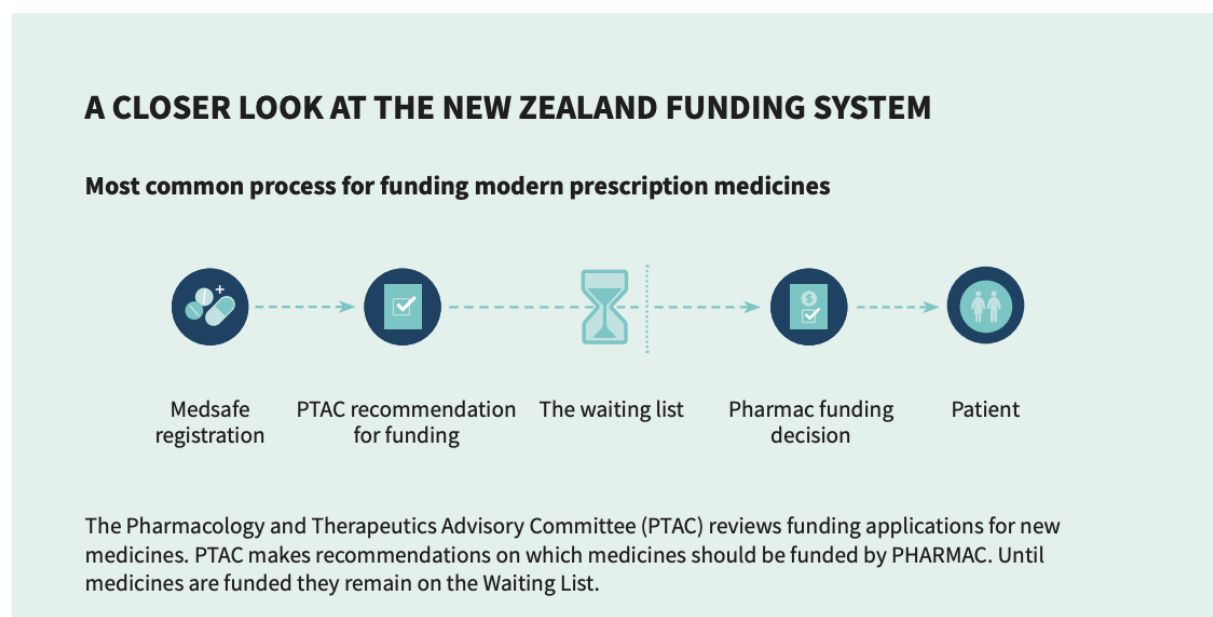 A CLOSER LOOK AT THE NEW ZEALAND FUNDING SYSTEM
Most common process for funding modern prescription medicines
$
Medsafe
registration
PTAC recommendation
for funding
The waiting list
Pharmac funding
decision
Patient
The Pharmacology and Therapeutics Advisory Committee (PTAC) reviews funding applications for new
medicines. PTAC makes recommendations on which medicines should be funded by PHARMAC. Until
medicines are funded they remain on the Waiting List.